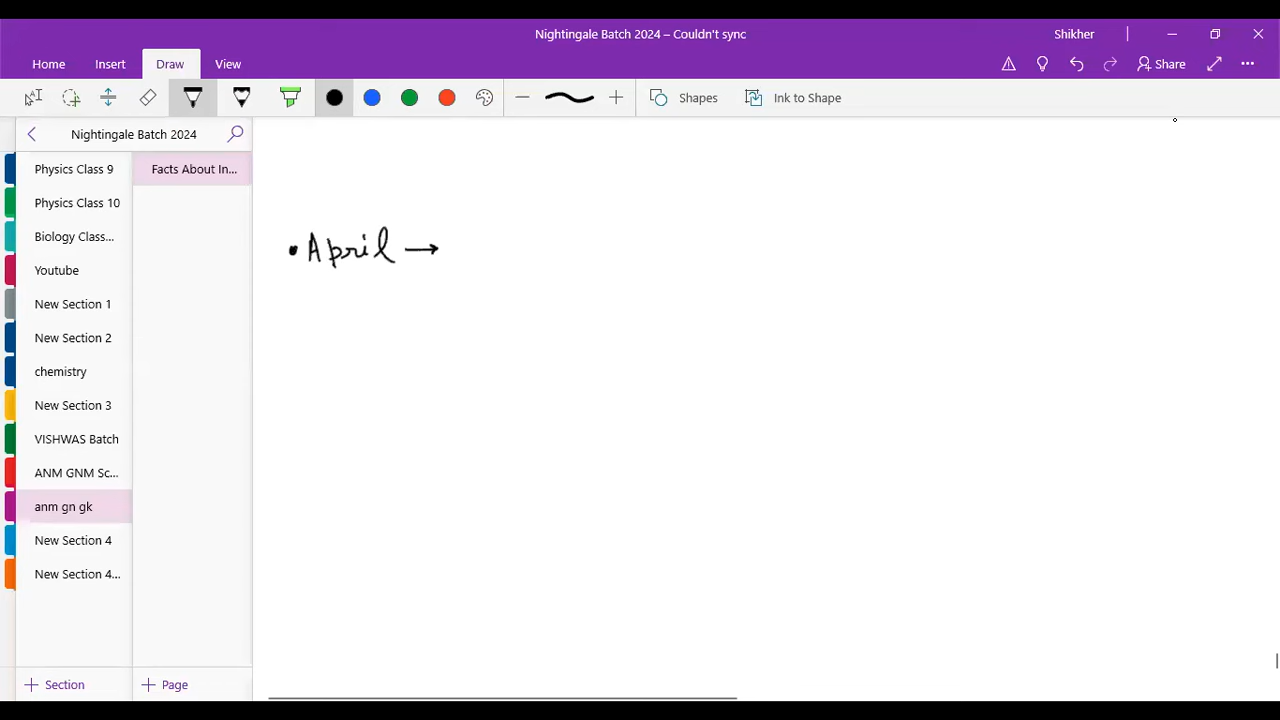 Nightingale Batch 2024 – Couldn't sync
Shikher
Home Insert Draw View
Share
Shapes Ink to Shape
Nightingale Batch 2024
Physics Class 9
Physics Class 10
Biology Class...
Youtube
New Section 1
New Section 2
chemistry
New Section 3
VISHWAS Batch
ANM GNM Sc...
anm gn gk
New Section 4
New Section 4...
Facts About In...
• April →
+ Section
+ Page